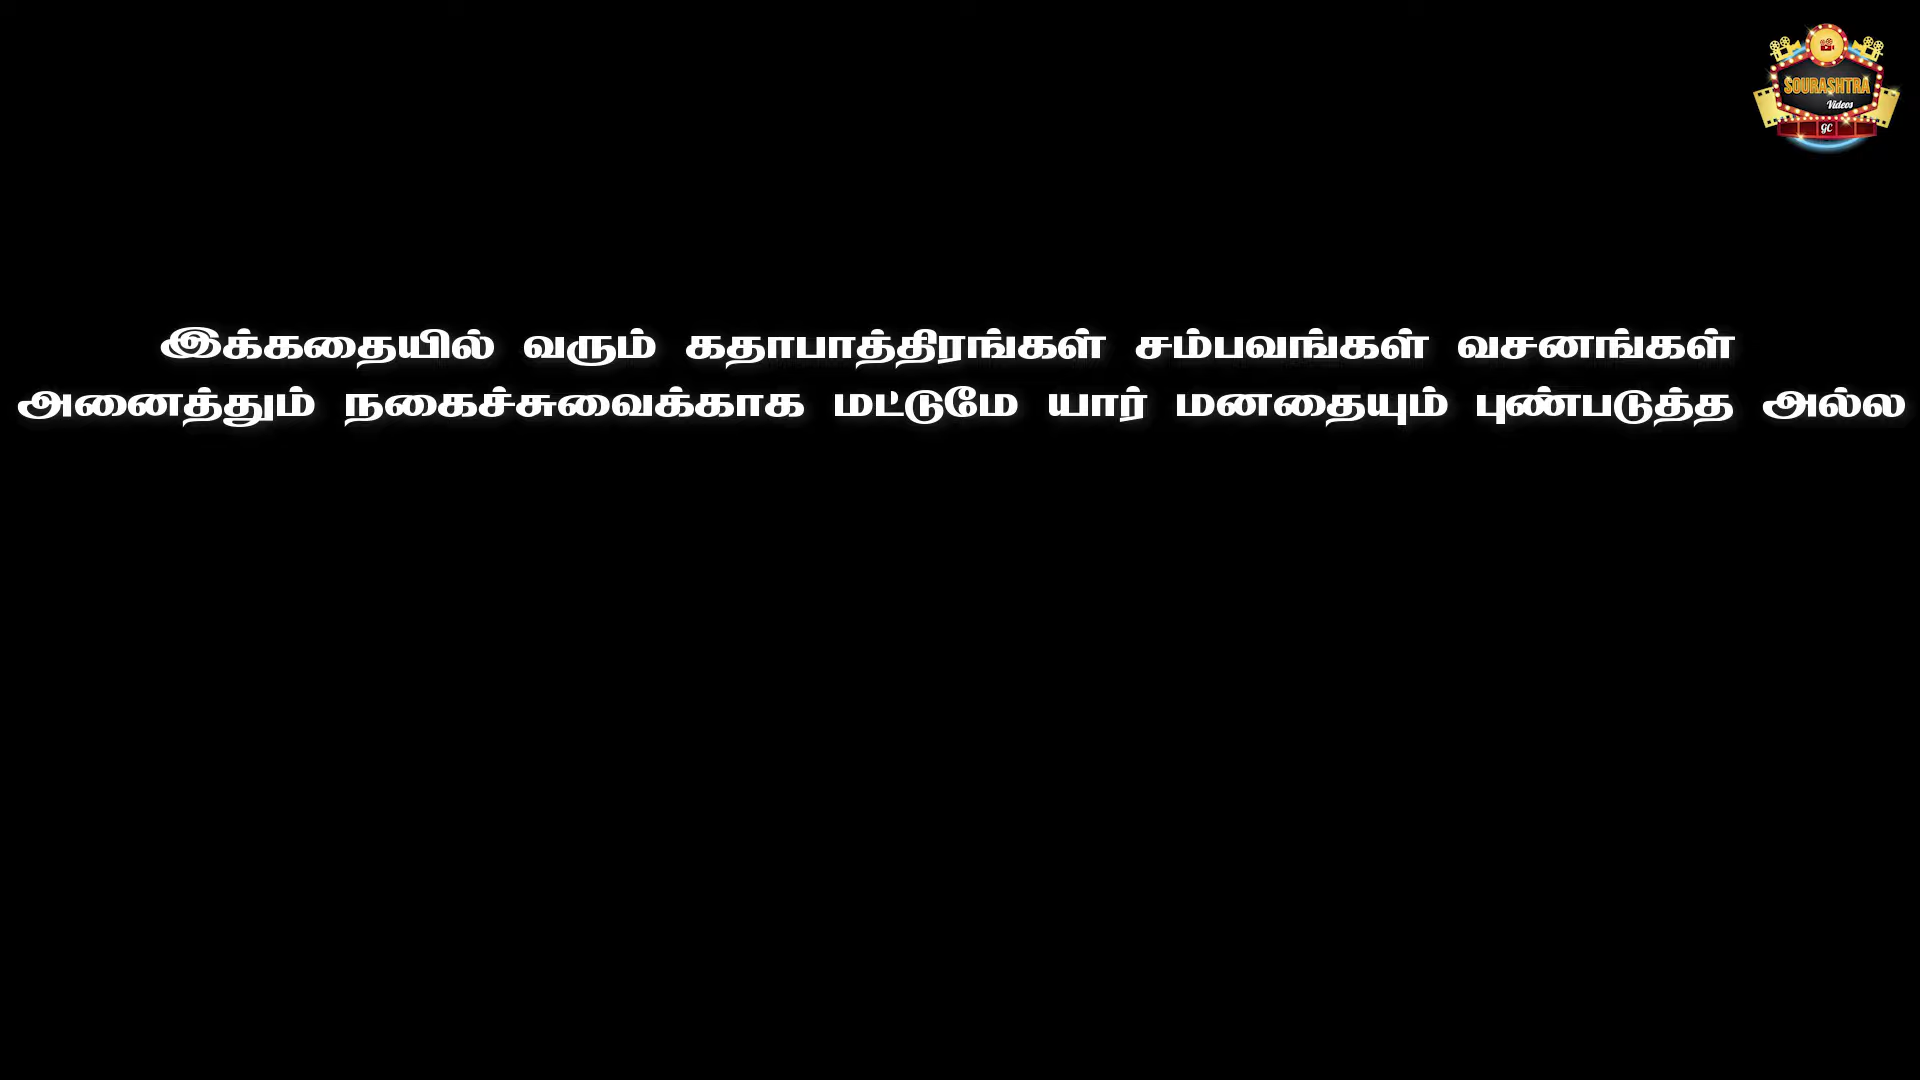 SOURASHTRA
Videos
GC
இக்கதையில் வரும் கதாபாத்திரங்கள் சம்பவங்கள் வசனங்கள்
அனைத்தும் நகைச்சுவைக்காக மட்டுமே யார் மனதையும் புண்படுத்த அல்ல